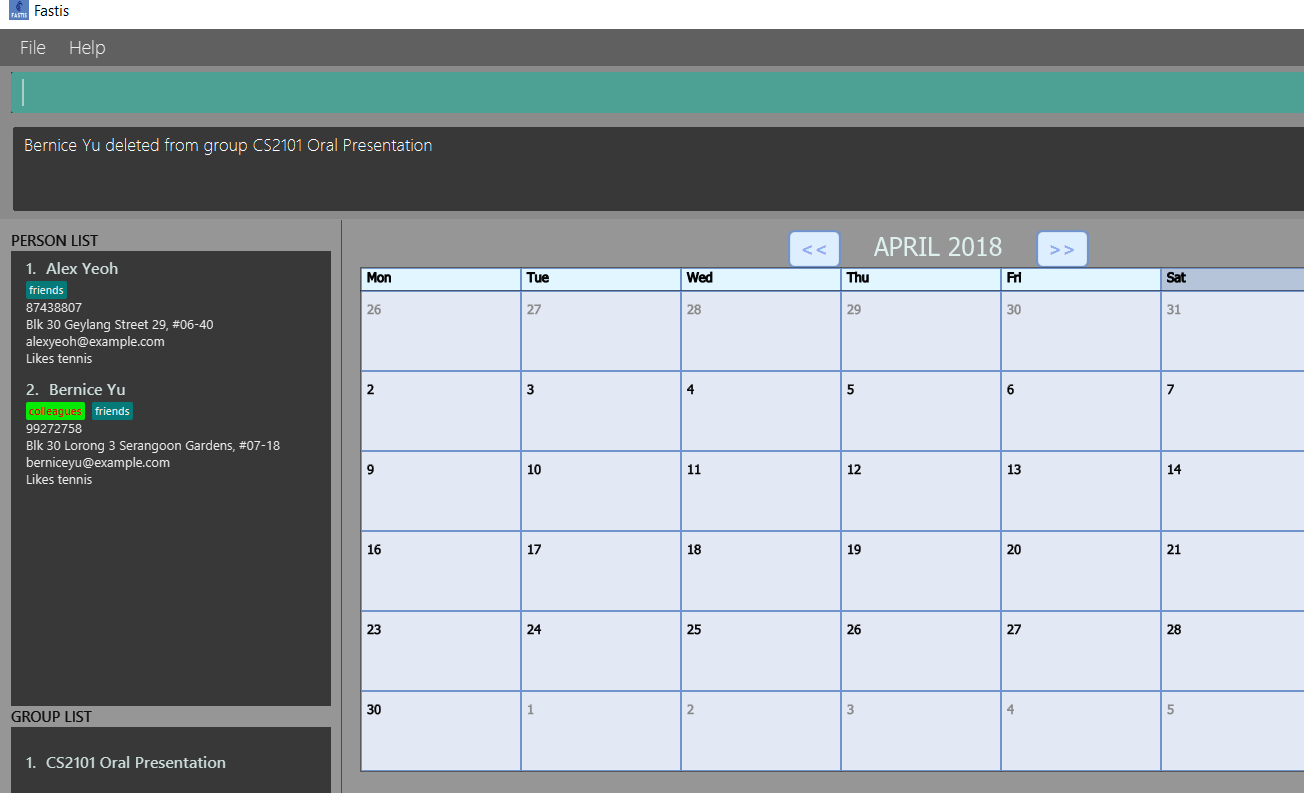 FASTIS Fastis
File Help
Bernice Yu deleted from group CS2101 Oral Presentation
PERSON LIST
1. Alex Yeoh
friends
87438807
Blk 30 Geylang Street 29, #06-40
alexyeoh@example.com
Likes tennis
2. Bernice Yu
colleagues friends
99272758
Blk 30 Lorong 3 Serangoon Gardens, #07-18
berniceyu@example.com
Likes tennis
GROUP LIST
1. CS2101 Oral Presentation
<< APRIL 2018 >>
Mon Tue Wed Thu Fri Sat
26 27 28 29 30 31
2 3 4 5 6 7
9 10 11 12 13 14
16 17 18 19 20 21
23 24 25 26 27 28
30 1 2 3 4 5